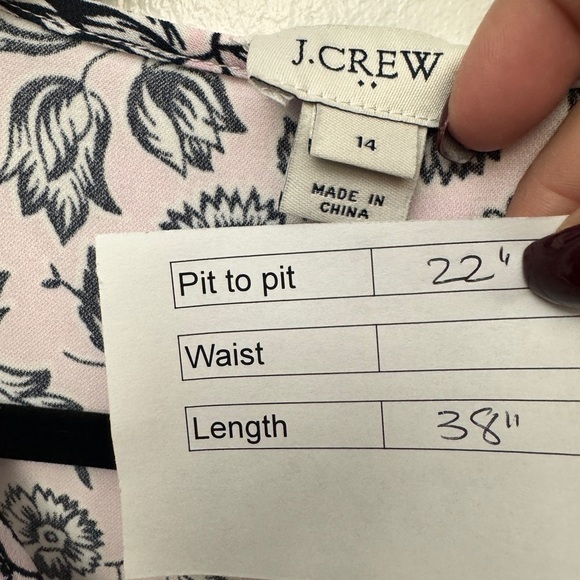 J.CREW
14
MADE IN
CHINA
Pit to pit 22"
Waist
Length 38"